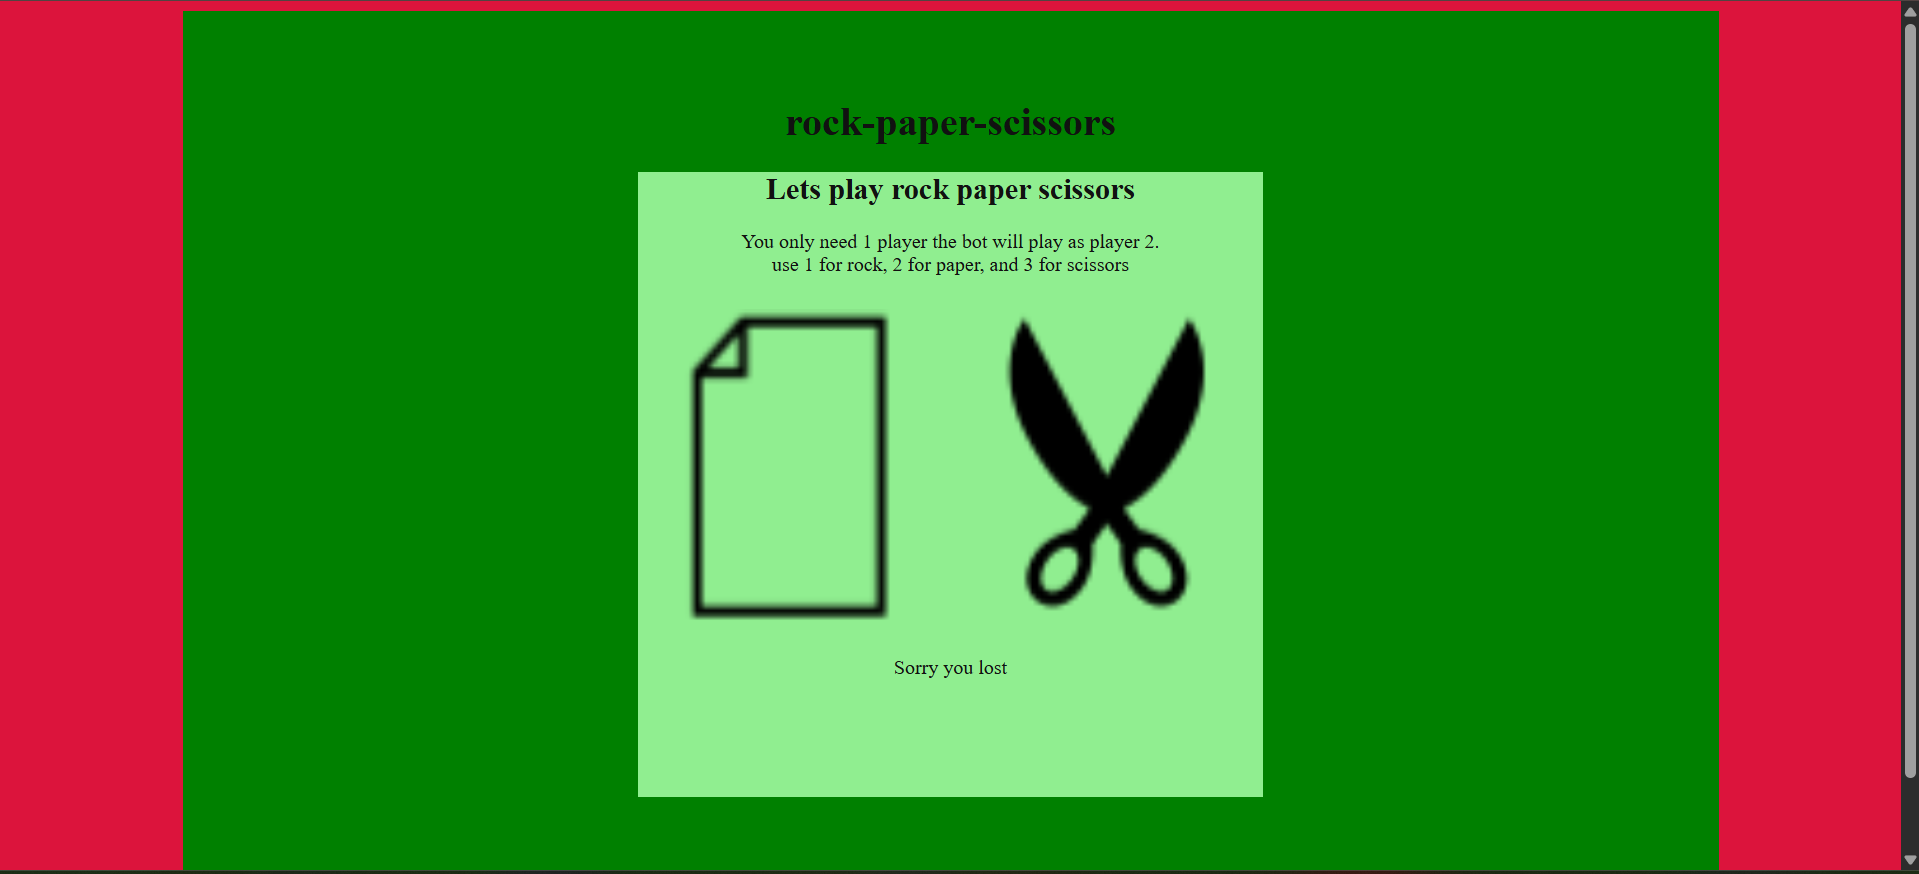 rock-paper-scissors
Lets play rock paper scissors
You only need 1 player the bot will play as player 2.
use 1 for rock, 2 for paper, and 3 for scissors
Sorry you lost